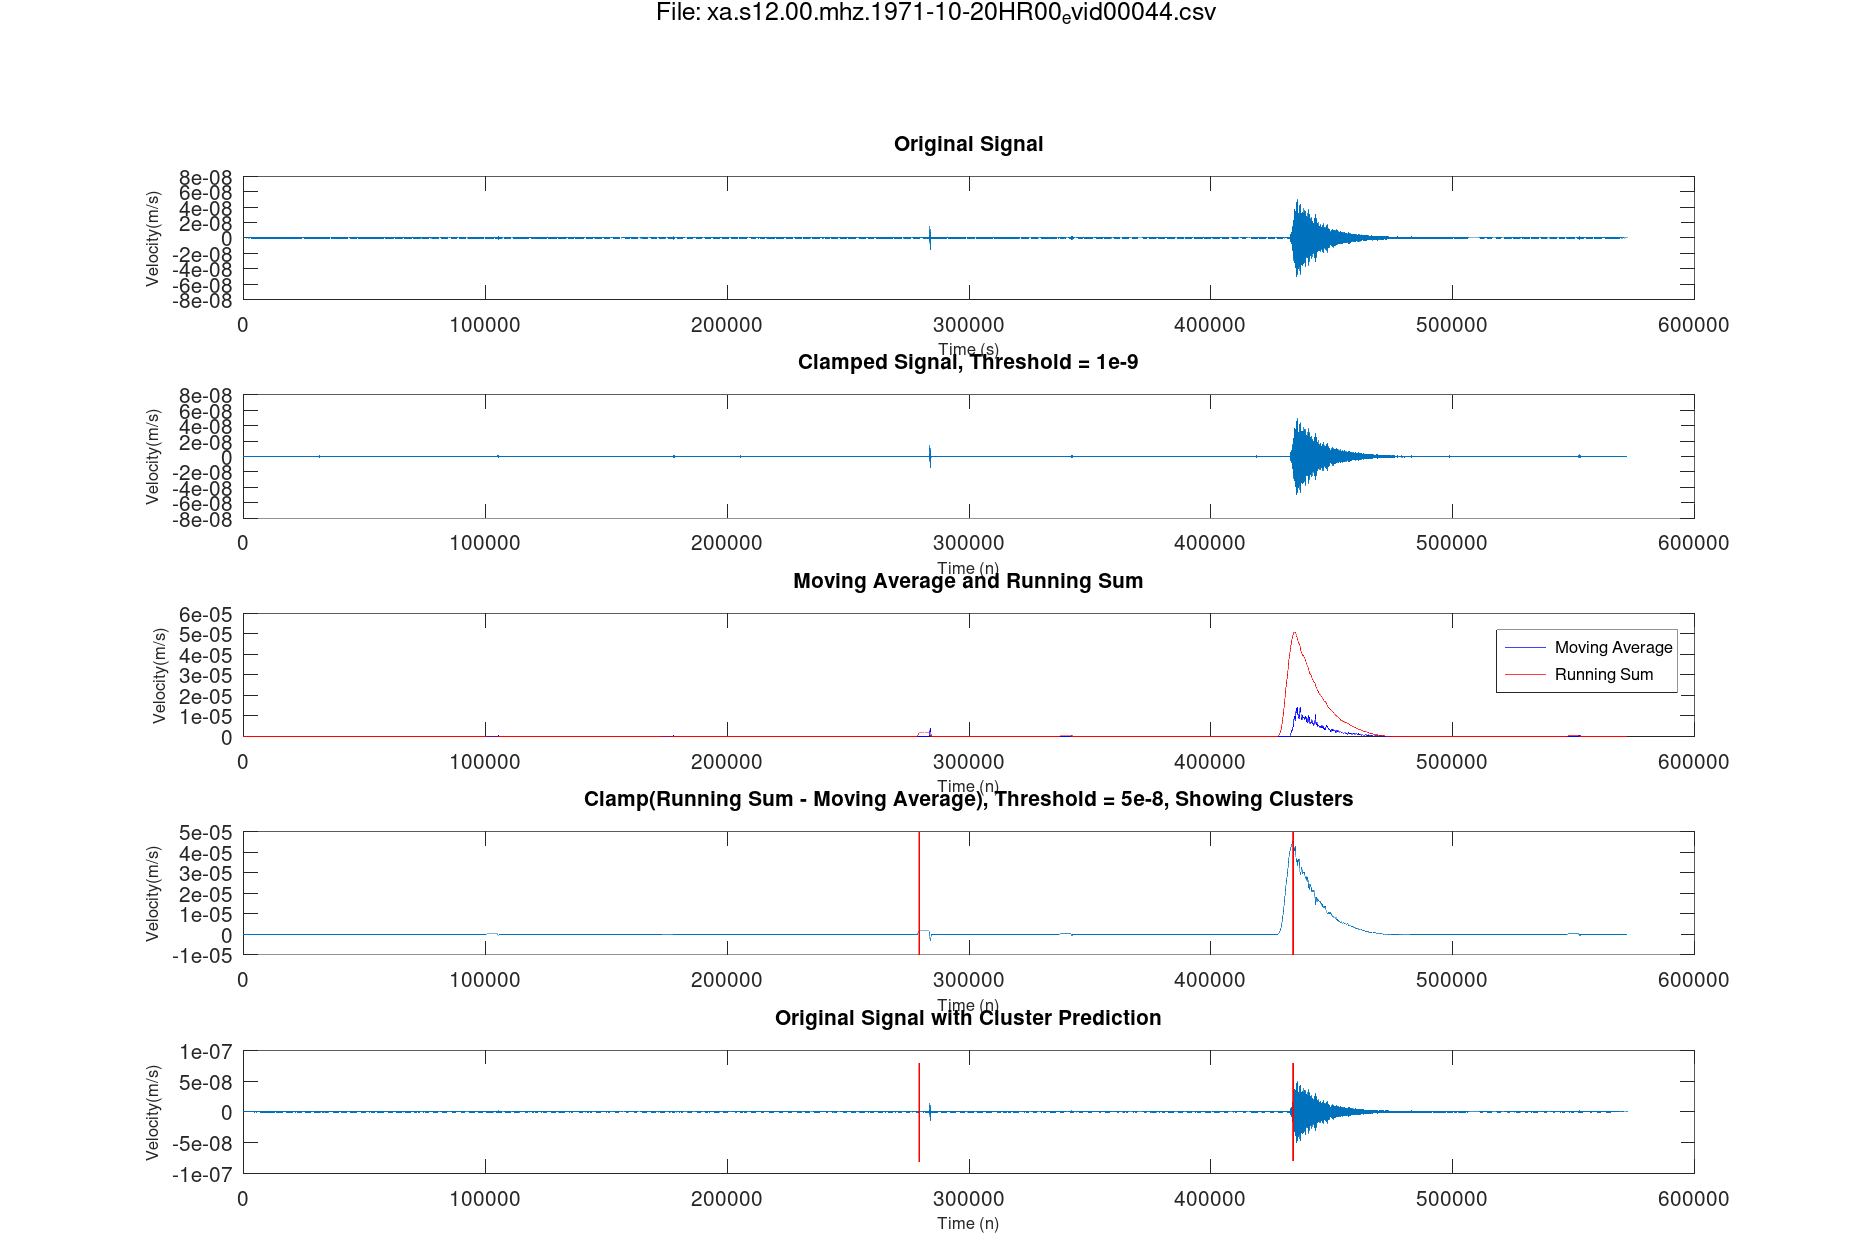 File: xa.s12.00.mhz.1971-10-20HR00evid00044.csv
Original Signal
Velocity(m/s)
8e-08
6e-08
4e-08
2e-08
0
-2e-08
-4e-08
-6e-08
-8e-08
0 100000 200000 300000 400000 500000 600000
Time (s)
Clamped Signal, Threshold = 1e-9
Velocity(m/s)
8e-08
6e-08
4e-08
2e-08
0
-2e-08
-4e-08
-6e-08
-8e-08
0 100000 200000 300000 400000 500000 600000
Time (n)
Moving Average and Running Sum
Velocity(m/s)
6e-05
5e-05
4e-05
3e-05
2e-05
1e-05
0
Moving Average
Running Sum
0 100000 200000 300000 400000 500000 600000
Time (n)
Clamp(Running Sum - Moving Average), Threshold = 5e-8, Showing Clusters
Velocity(m/s)
5e-05
4e-05
3e-05
2e-05
1e-05
0
-1e-05
0 100000 200000 300000 400000 500000 600000
Time (n)
Original Signal with Cluster Prediction
Velocity(m/s)
1e-07
5e-08
0
-5e-08
-1e-07
0 100000 200000 300000 400000 500000 600000
Time (n)